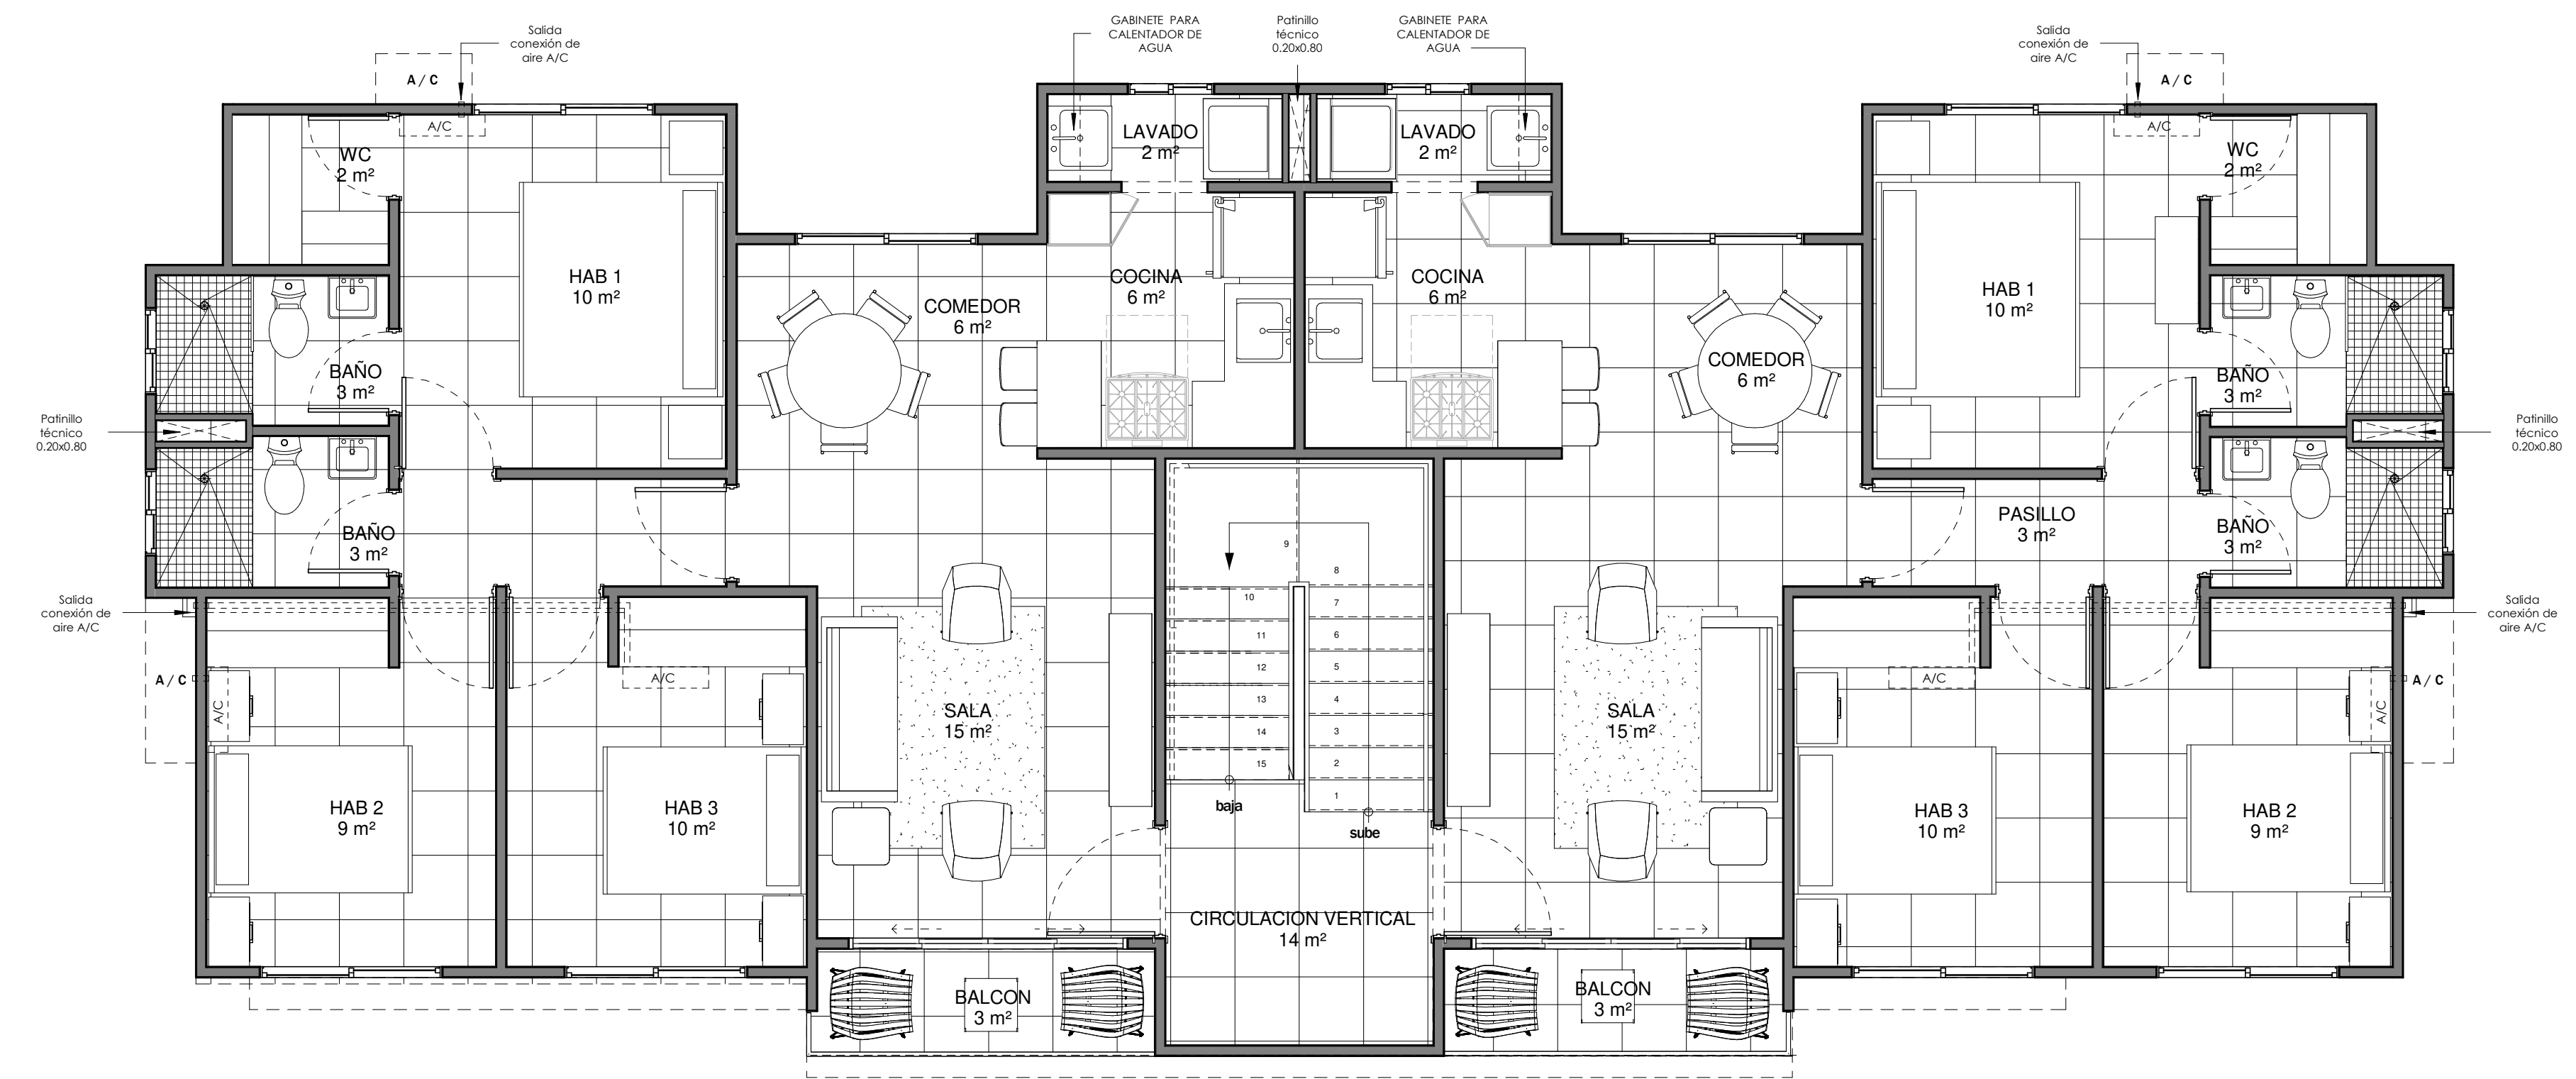 GABINETE PARA
CALENTADOR DE
AGUA
Patinillo
técnico
0.20x0.80
GABINETE PARA
CALENTADOR DE
AGUA
Salida
conexión de
aire A/C
Salida
conexión de
aire A/C
A / C
A / C
A/C
A/C
LAVADO
2 m²
LAVADO
2 m²
WC
2 m²
WC
2 m²
HAB 1
10 m²
COCINA
6 m²
COCINA
6 m²
HAB 1
10 m²
COMEDOR
6 m²
COMEDOR
6 m²
BAÑO
3 m²
BAÑO
3 m²
Patinillo
técnico
0.20x0.80
Patinillo
técnico
0.20x0.80
BAÑO
3 m²
PASILLO
3 m²
BAÑO
3 m²
9
8
10
7
11
6
12
5
13
4
14
3
15
2
1
baja
sube
Salida
conexión de
aire A/C
Salida
conexión de
aire A/C
A / C
A/C
A/C
A/C
A/C
A / C
SALA
15 m²
SALA
15 m²
HAB 2
9 m²
HAB 3
10 m²
HAB 3
10 m²
HAB 2
9 m²
CIRCULACION VERTICAL
14 m²
BALCON
3 m²
BALCON
3 m²